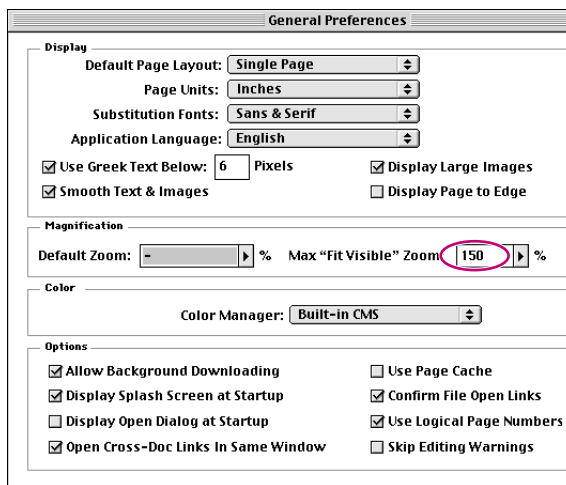 General Preferences
Display
Default Page Layout: Single Page
Page Units: Inches
Substitution Fonts: Sans & Serif
Application Language: English
Use Greek Text Below: 6 Pixels
Display Large Images
Smooth Text & Images
Display Page to Edge
Magnification
Default Zoom: - % Max “Fit Visible” Zoom 150 %
Color
Color Manager: Built-in CMS
Options
Allow Background Downloading
Use Page Cache
Display Splash Screen at Startup
Confirm File Open Links
Display Open Dialog at Startup
Use Logical Page Numbers
Open Cross-Doc Links In Same Window
Skip Editing Warnings